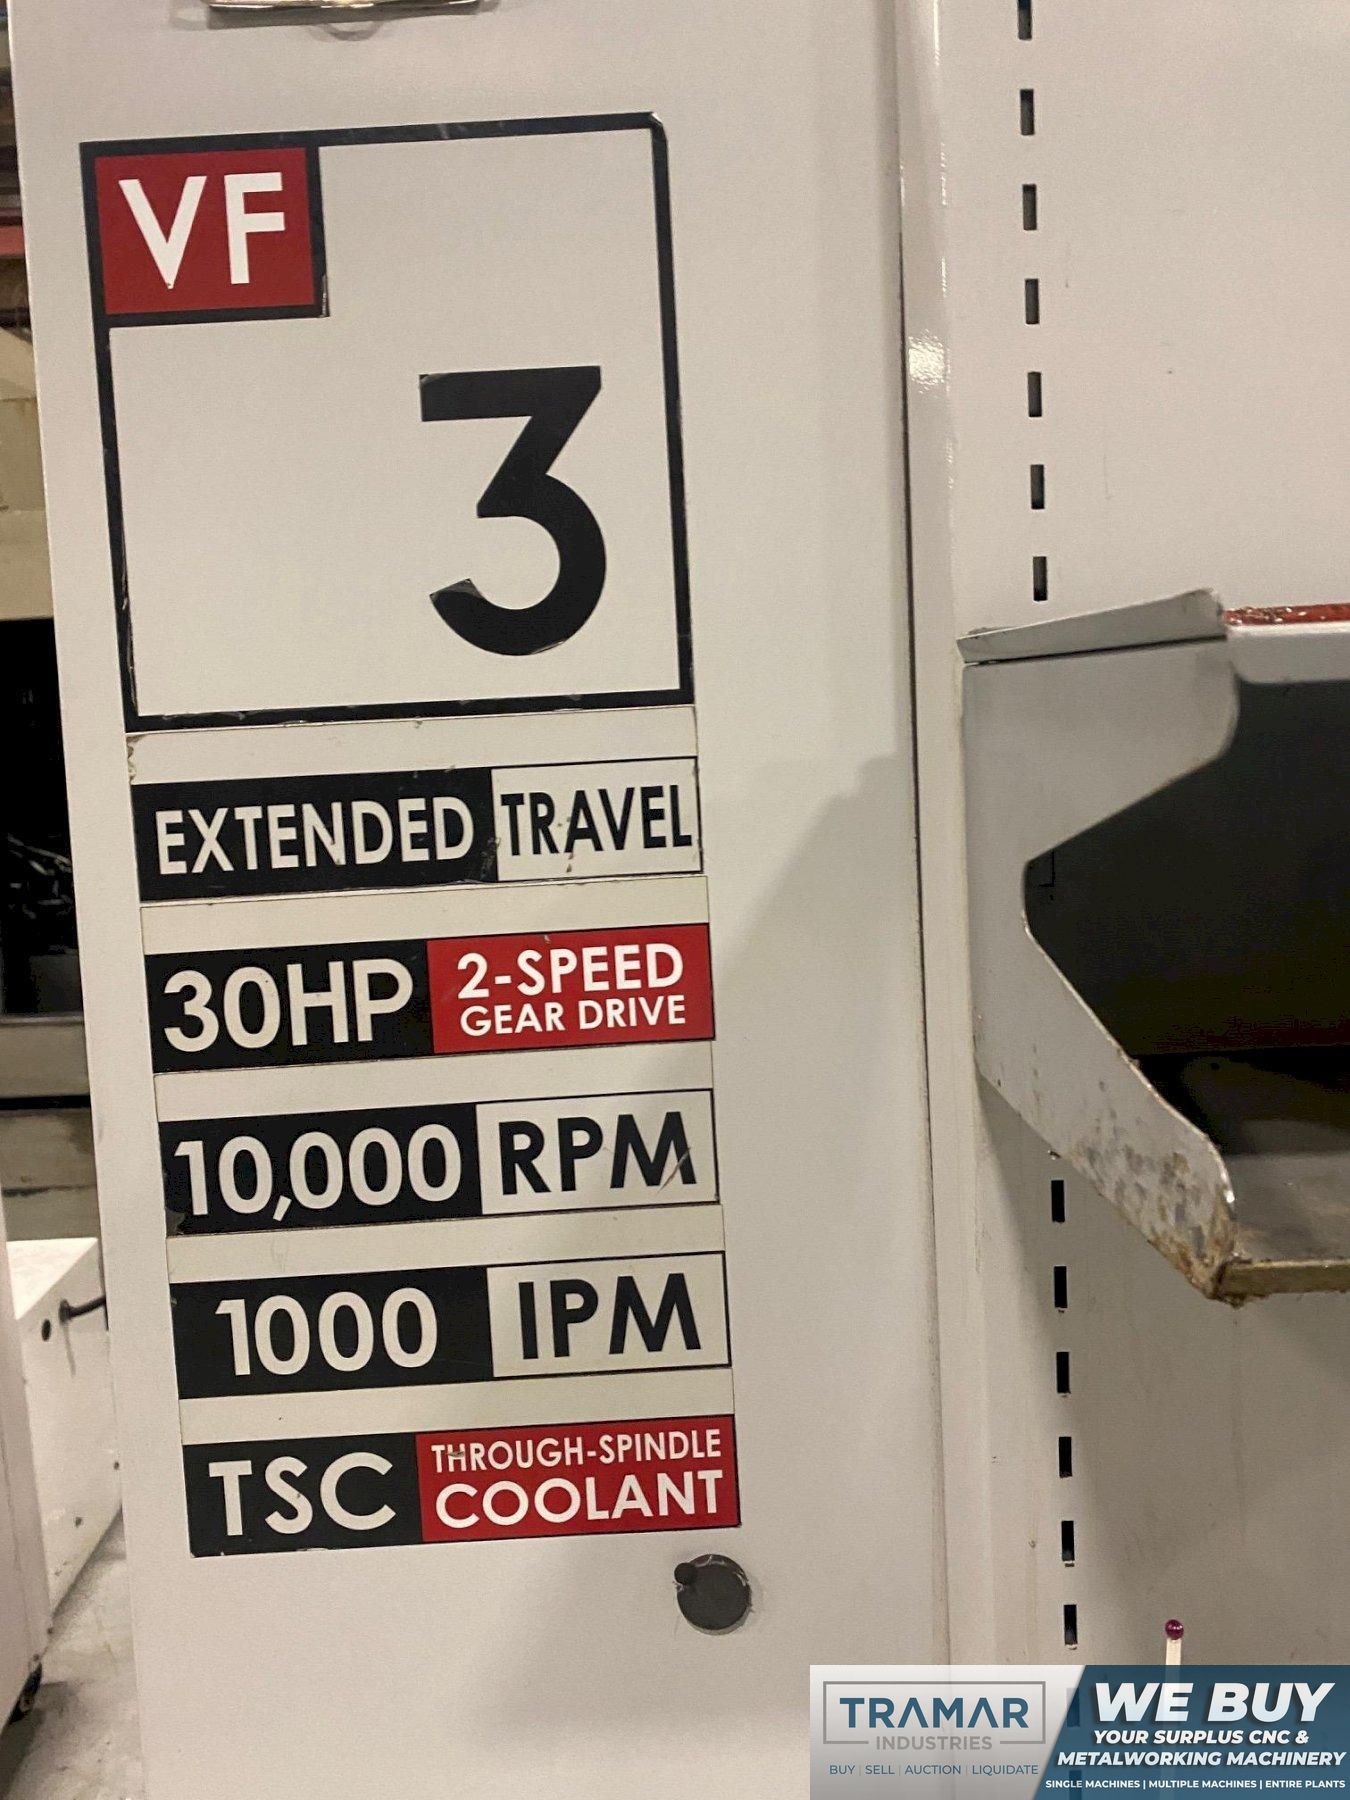 VF
3
EXTENDED TRAVEL
30HP 2-SPEED
GEAR DRIVE
10,000 RPM
1000 IPM
TSC THROUGH-SPINDLE
COOLANT
TRAMAR
INDUSTRIES
BUY | SELL | AUCTION | LIQUIDATE
WE BUY
YOUR SURPLUS CNC &
METALWORKING MACHINERY
SINGLE MACHINES | MULTIPLE MACHINES | ENTIRE PLANTS